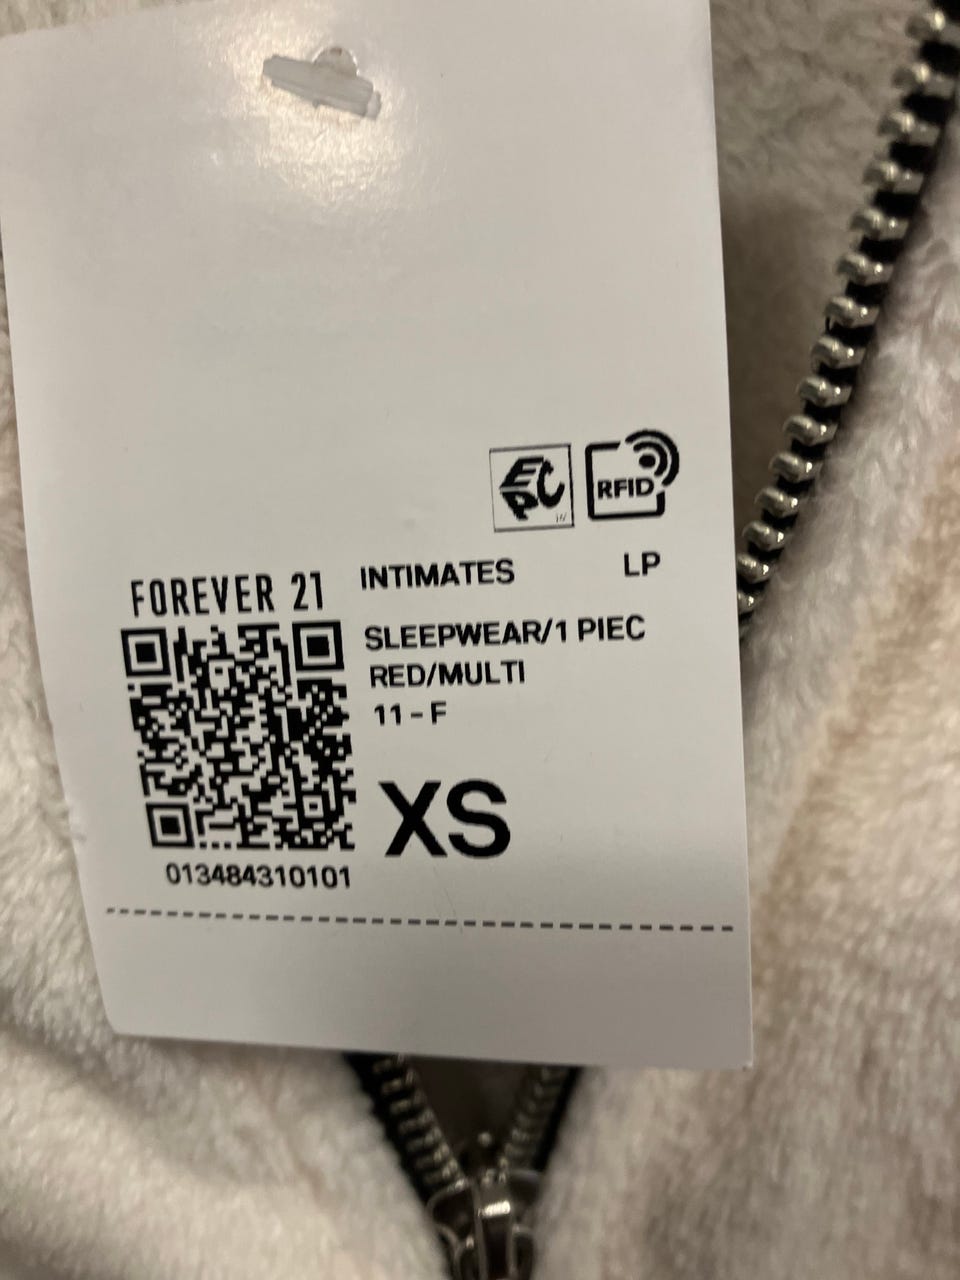 EPC
RFID
FOREVER 21
INTIMATES LP
SLEEPWEAR/1 PIEC
RED/MULTI
11-F
XS
013484310101